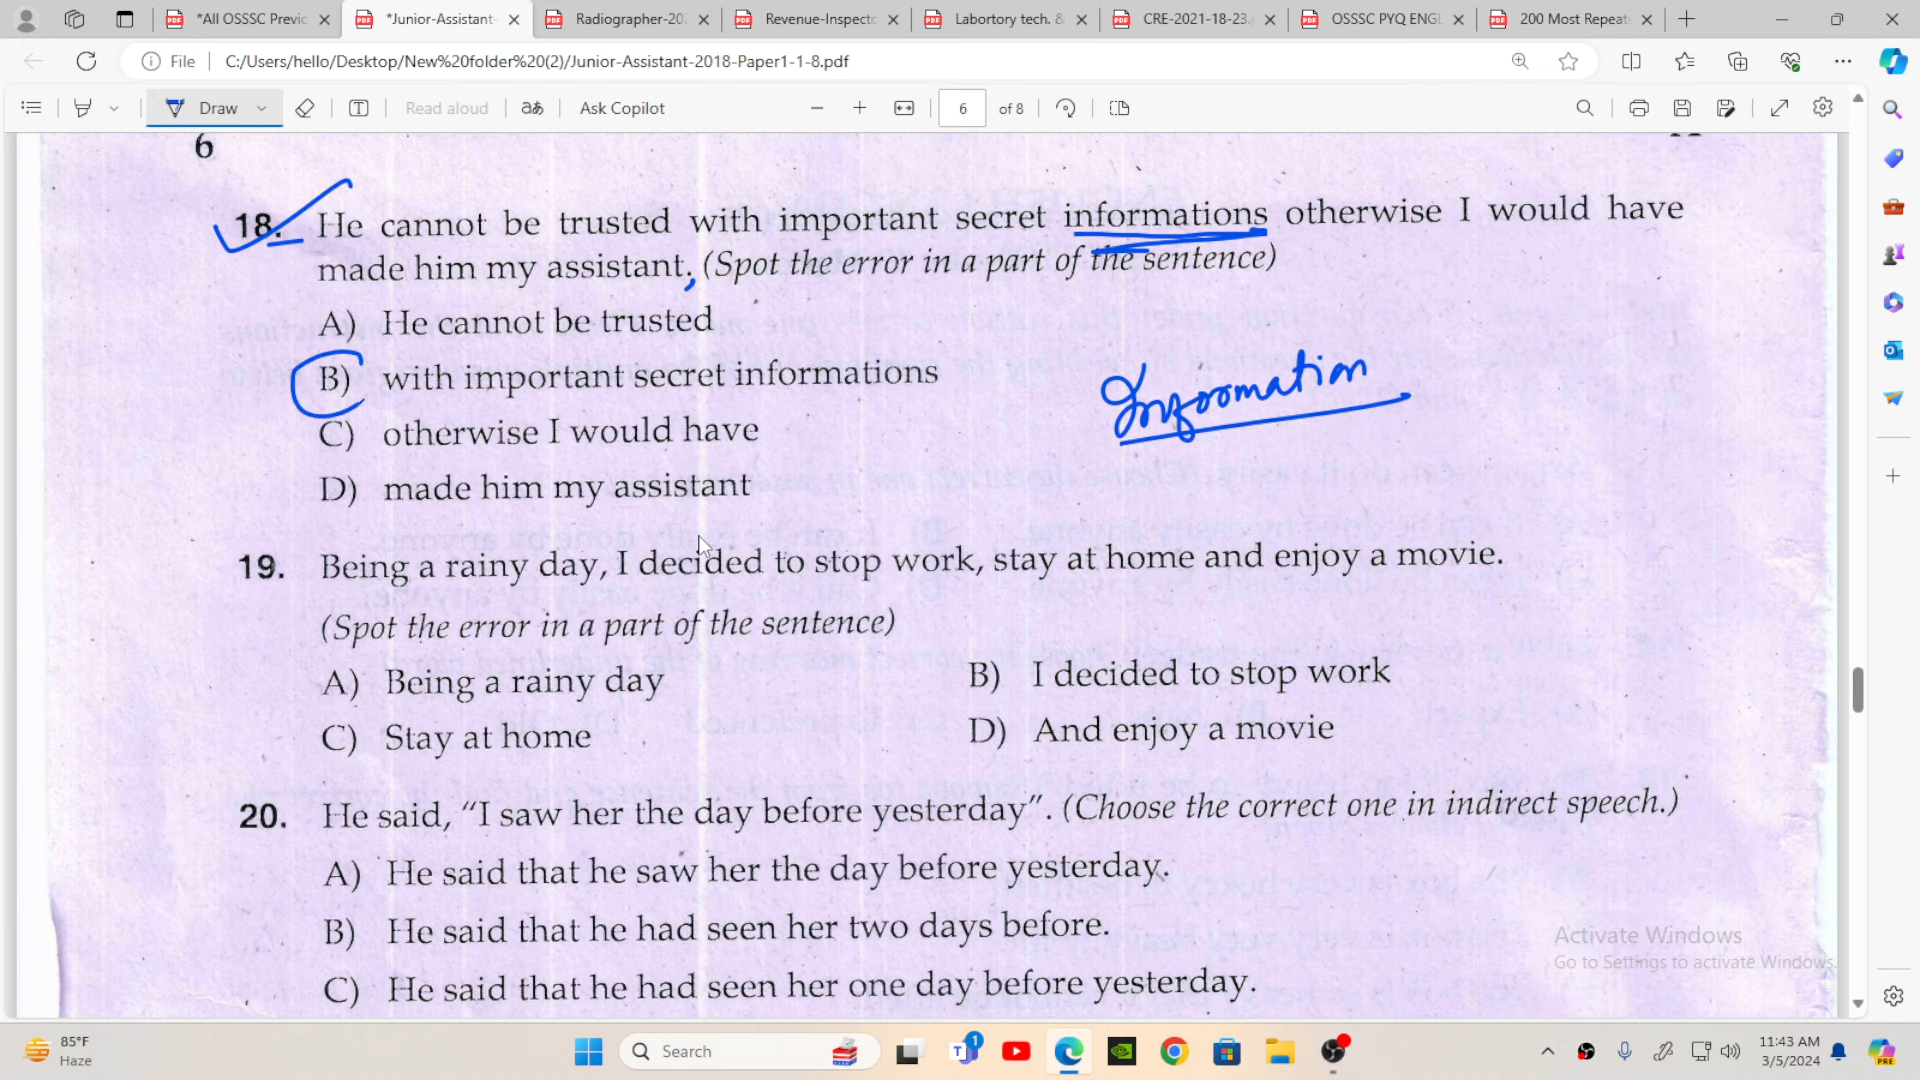 *All OSSSC Previo
*Junior-Assistant-
Radiographer-202
Revenue-Inspecto
Labortory tech. &
CRE-2021-18-23.p
OSSSC PYQ ENGL
200 Most Repeat
File
C:/Users/hello/Desktop/New%20folder%20(2)/Junior-Assistant-2018-Paper1-1-8.pdf
Draw
Read aloud
Ask Copilot
6
of 8
6
18. He cannot be trusted with important secret informations otherwise I would have
made him my assistant. (Spot the error in a part of the sentence)
A) He cannot be trusted
B) with important secret informations
Information
C) otherwise I would have
D) made him my assistant
19. Being a rainy day, I decided to stop work, stay at home and enjoy a movie.
(Spot the error in a part of the sentence)
A) Being a rainy day
B) I decided to stop work
C) Stay at home
D) And enjoy a movie
20. He said, “I saw her the day before yesterday”. (Choose the correct one in indirect speech.)
A) He said that he saw her the day before yesterday.
B) He said that he had seen her two days before.
C) He said that he had seen her one day before yesterday.
Activate Windows
Go to Settings to activate Windows.
85°F
Haze
Search
1
11:43 AM
3/5/2024
PRE